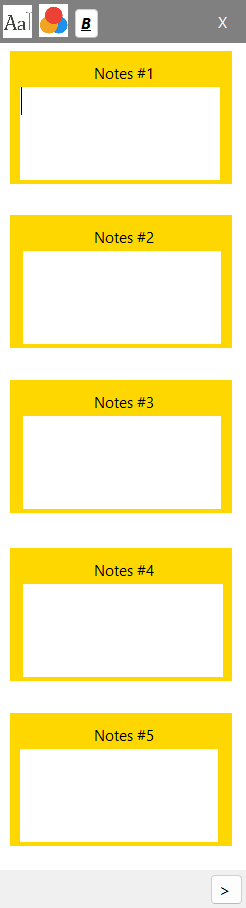 Aa B X
Notes #1
Notes #2
Notes #3
Notes #4
Notes #5
>